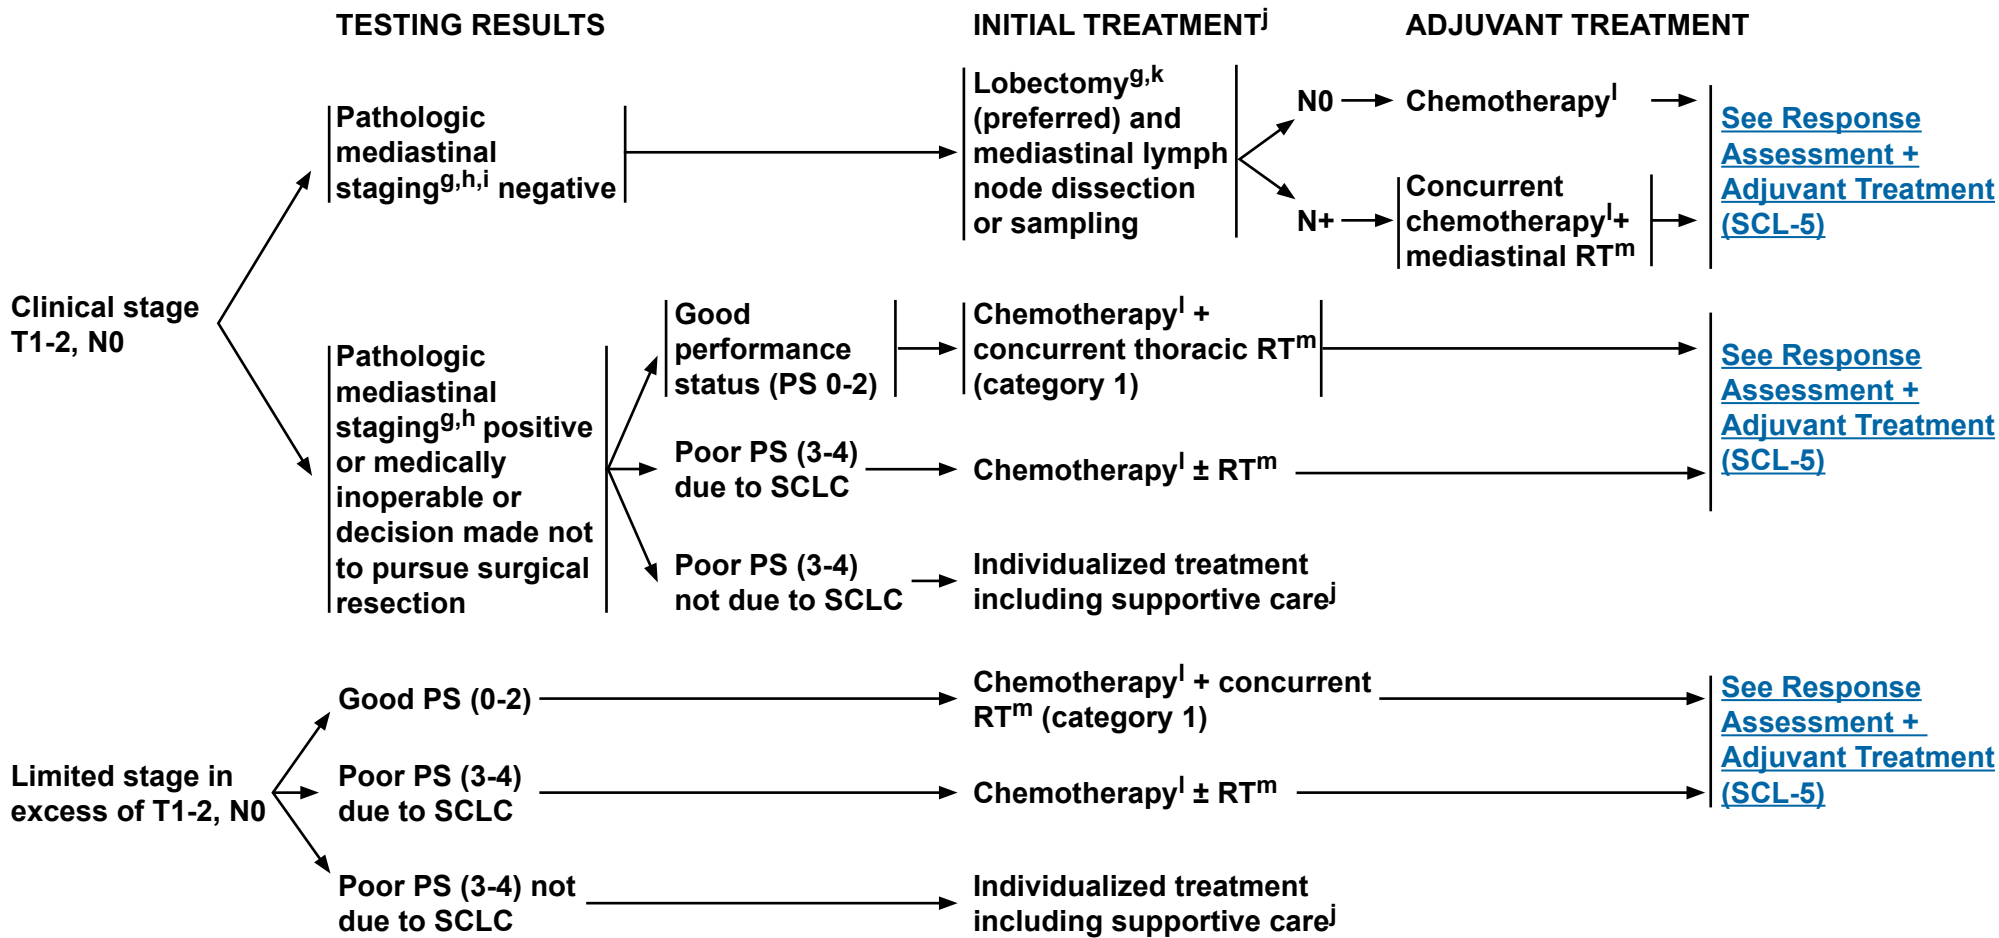 TESTING RESULTS
INITIAL TREATMENTj
ADJUVANT TREATMENT
Clinical stage
T1-2, N0
Pathologic
mediastinal
stagingg,h,i negative
Lobectomyg,k
(preferred) and
mediastinal lymph
node dissection
or sampling
N0
Chemotherapyl
N+
Concurrent
chemotherapyl+
mediastinal RTm
See Response
Assessment +
Adjuvant Treatment
(SCL-5)
Pathologic
mediastinal
stagingg,h positive
or medically
inoperable or
decision made not
to pursue surgical
resection
Good
performance
status (PS 0-2)
Chemotherapyl +
concurrent thoracic RTm
(category 1)
Poor PS (3-4)
due to SCLC
Chemotherapyl ± RTm
See Response
Assessment +
Adjuvant Treatment
(SCL-5)
Poor PS (3-4)
not due to SCLC
Individualized treatment
including supportive carej
Limited stage in
excess of T1-2, N0
Good PS (0-2)
Chemotherapyl + concurrent
RTm (category 1)
Poor PS (3-4)
due to SCLC
Chemotherapyl ± RTm
See Response
Assessment +
Adjuvant Treatment
(SCL-5)
Poor PS (3-4) not
due to SCLC
Individualized treatment
including supportive carej